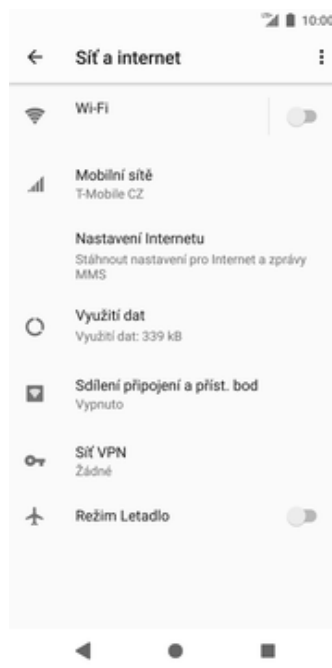 10:00
Síť a internet
Wi-Fi
Mobilní sítě
T-Mobile CZ
Nastavení Internetu
Stáhnout nastavení pro Internet a zprávy
MMS
Využití dat
Využití dat: 339 kB
Sdílení připojení a příst. bod
Vypnuto
Síť VPN
Žádné
Režim Letadlo